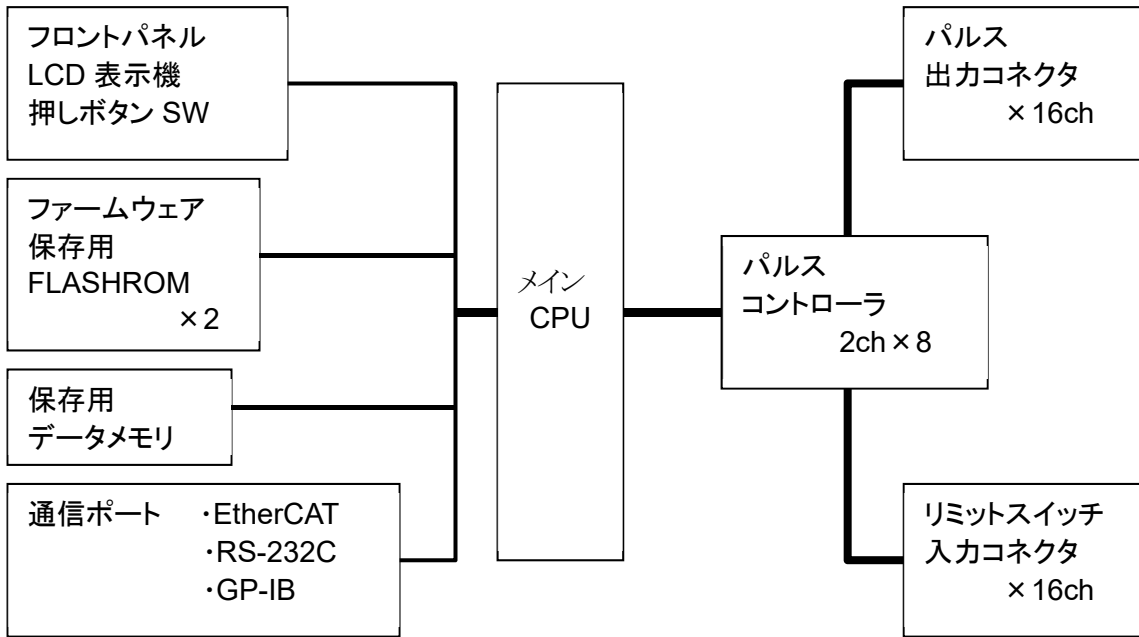 フロントパネル
LCD 表示機
押しボタン SW
ファームウェア
保存用
FLASHROM
×2
保存用
データメモリ
通信ポート ・EtherCAT
・RS-232C
・GP-IB
メイン
CPU
パルス
コントローラ
2ch×8
パルス
出力コネクタ
×16ch
リミットスイッチ
入力コネクタ
×16ch